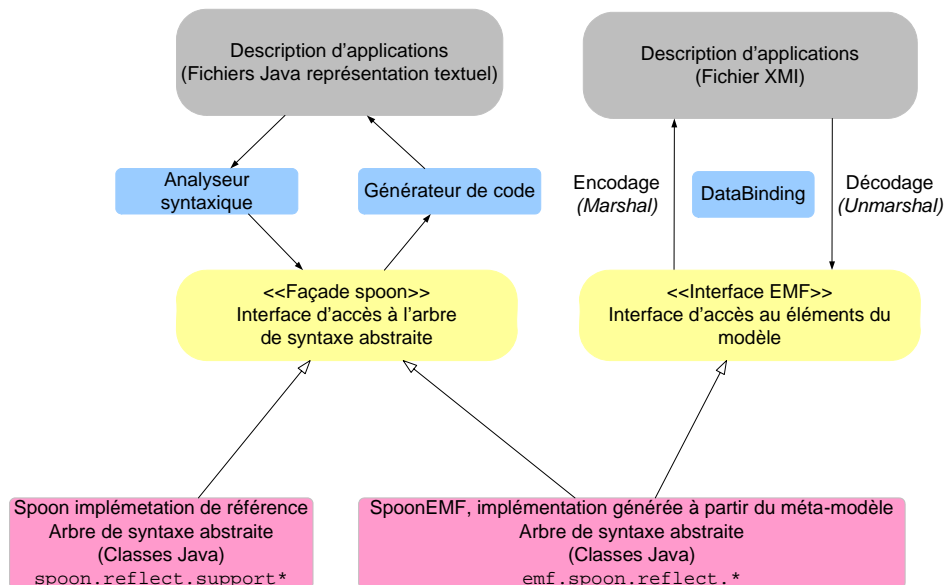 Description d'applications
(Fichiers Java représentation textuel)
Description d'applications
(Fichier XMI)
Analyseur
syntaxique
Générateur de code
Encodage
(Marshal)
DataBinding
Décodage
(Unmarshal)
<<Façade spoon>>
Interface d'accès à l'arbre
de syntaxe abstraite
<<Interface EMF>>
Interface d'accès au éléments du
modèle
Spoon implémetation de référence
Arbre de syntaxe abstraite
(Classes Java)
spoon.reflect.support*
SpoonEMF, implémentation générée à partir du méta-modèle
Arbre de syntaxe abstraite
(Classes Java)
emf.spoon.reflect.*